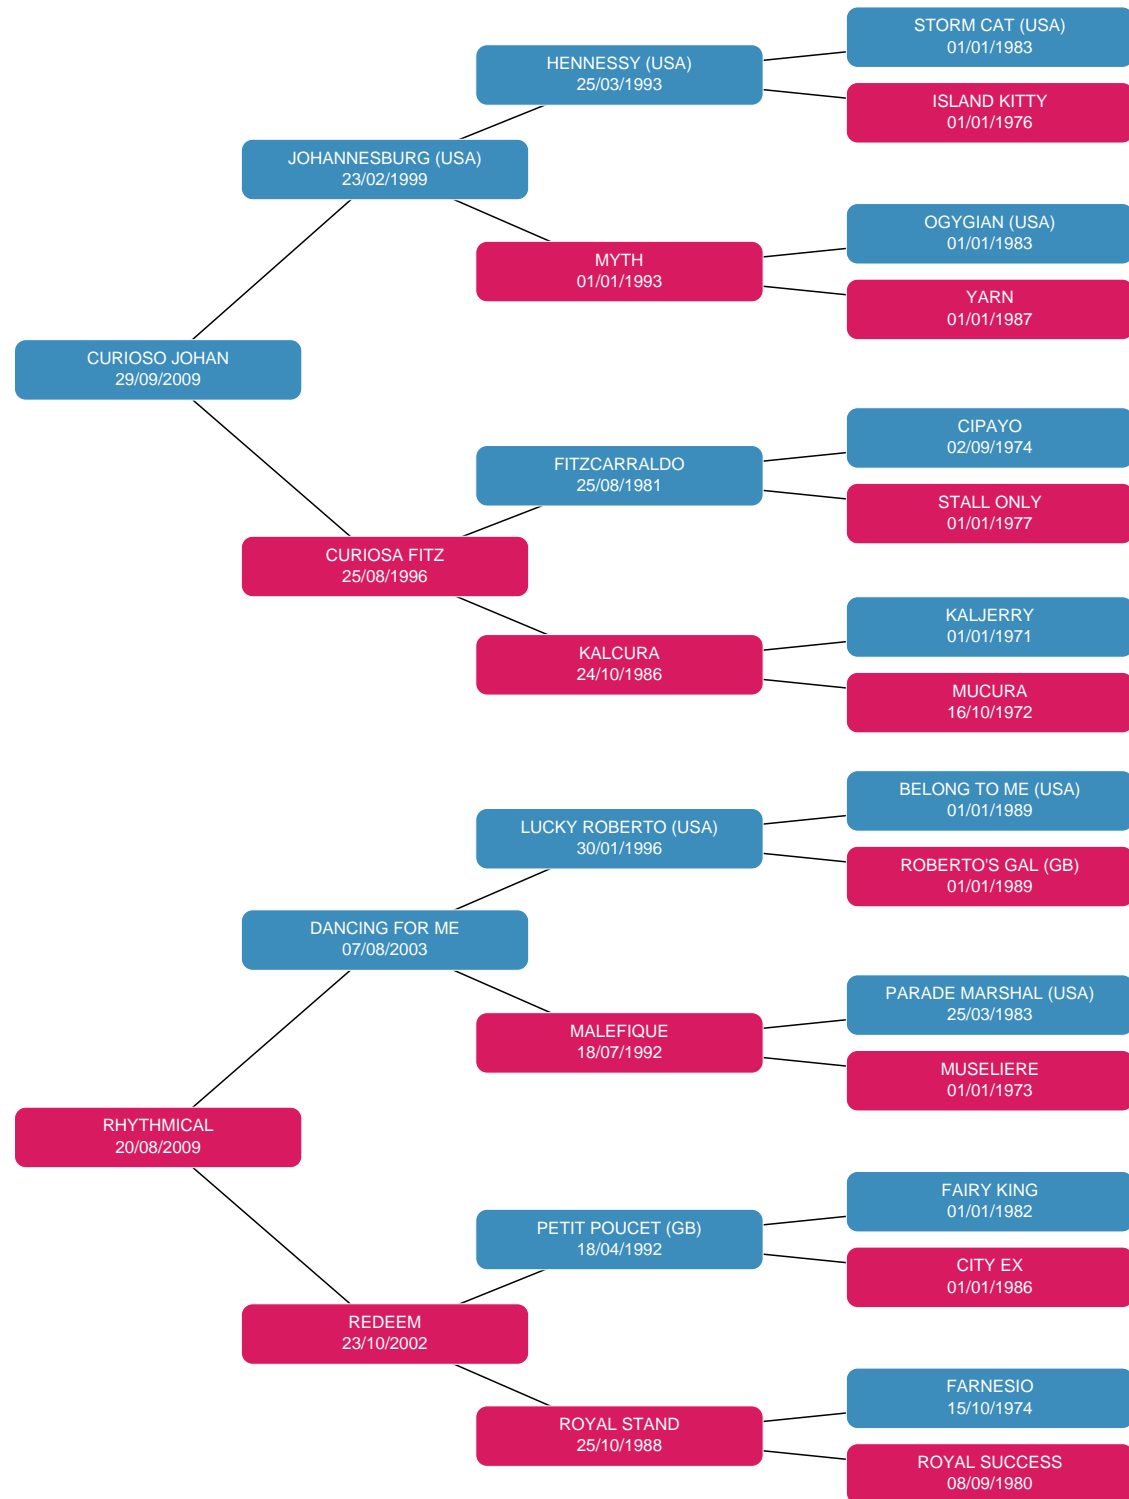 STORM CAT (USA)
01/01/1983
HENNESSY (USA)
25/03/1993
ISLAND KITTY
01/01/1976
JOHANNESBURG (USA)
23/02/1999
OGYGIAN (USA)
01/01/1983
MYTH
01/01/1993
YARN
01/01/1987
CURIOSO JOHAN
29/09/2009
CIPAYO
02/09/1974
FITZCARRALDO
25/08/1981
STALL ONLY
01/01/1977
CURIOSA FITZ
25/08/1996
KALJERRY
01/01/1971
KALCURA
24/10/1986
MUCURA
16/10/1972
BELONG TO ME (USA)
01/01/1989
LUCKY ROBERTO (USA)
30/01/1996
ROBERTO'S GAL (GB)
01/01/1989
DANCING FOR ME
07/08/2003
PARADE MARSHAL (USA)
25/03/1983
MALEFIQUE
18/07/1992
MUSELIERE
01/01/1973
RHYTHMICAL
20/08/2009
FAIRY KING
01/01/1982
PETIT POUCET (GB)
18/04/1992
CITY EX
01/01/1986
REDEEM
23/10/2002
FARNESIO
15/10/1974
ROYAL STAND
25/10/1988
ROYAL SUCCESS
08/09/1980